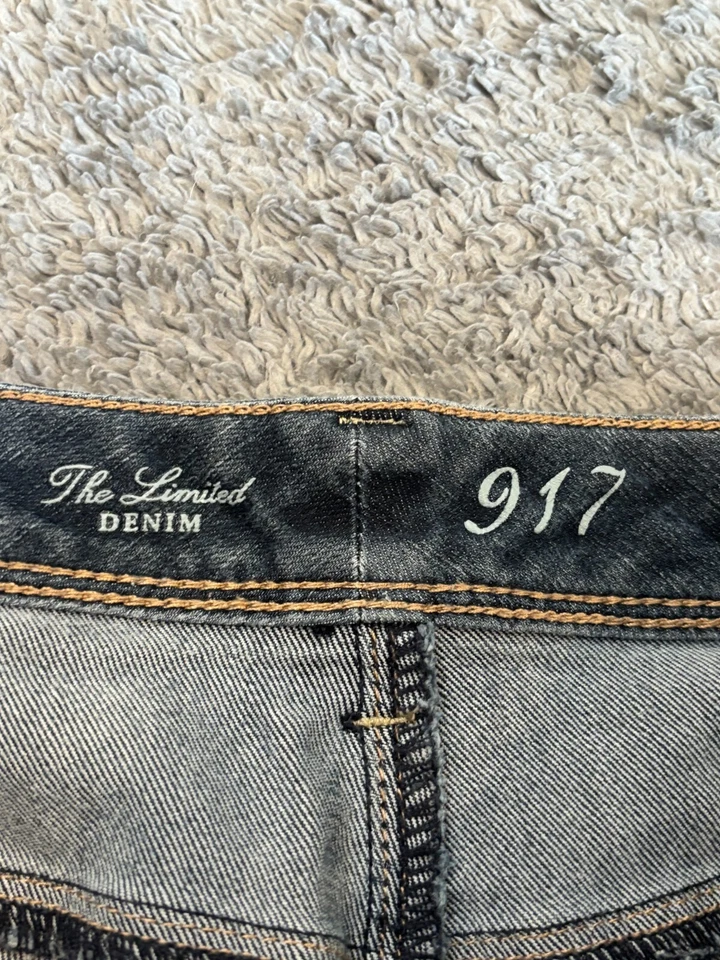 The Limited
DENIM
917